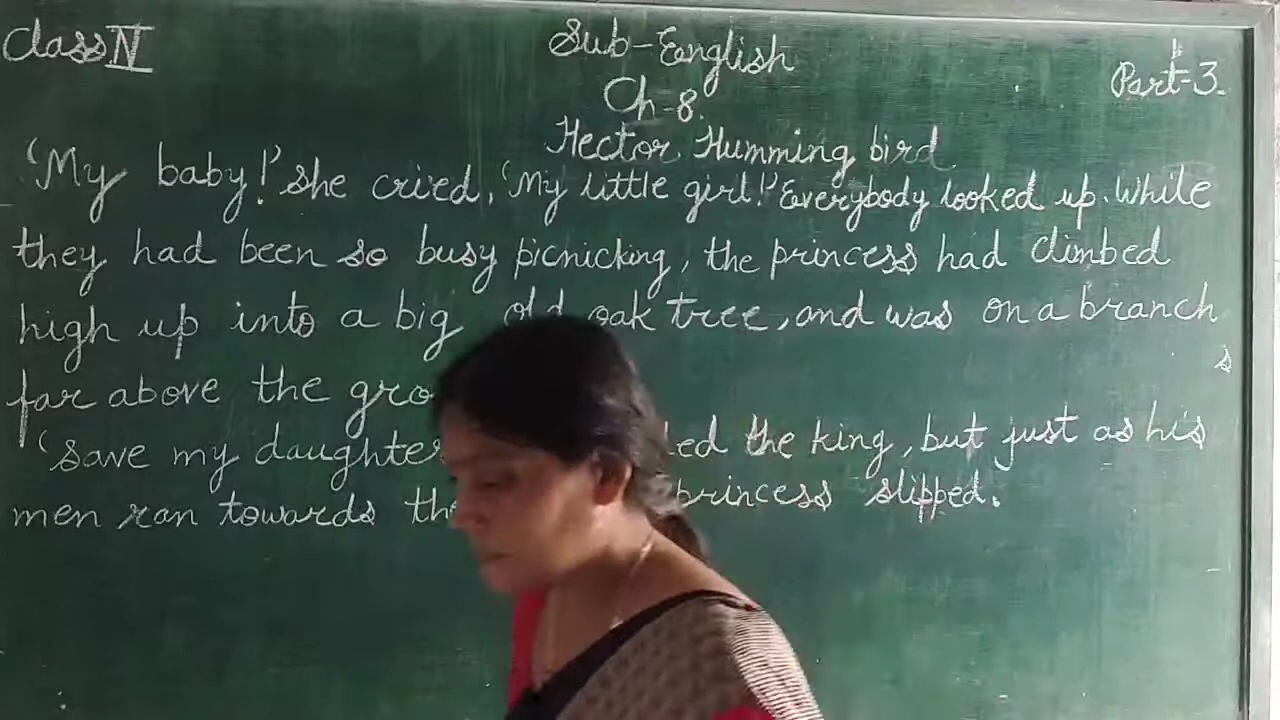 Class IV
Sub-English
Part-3.
Ch-8.
Hector Humming bird
'My baby!' she cried, 'My little girl!' Everybody looked up. While
they had been so busy picnicking, the princess had climbed
high up into a big old oak tree, and was on a branch
s
far above the gro
'Save my daughter led the king, but just as his
men ran towards the princess slipped.